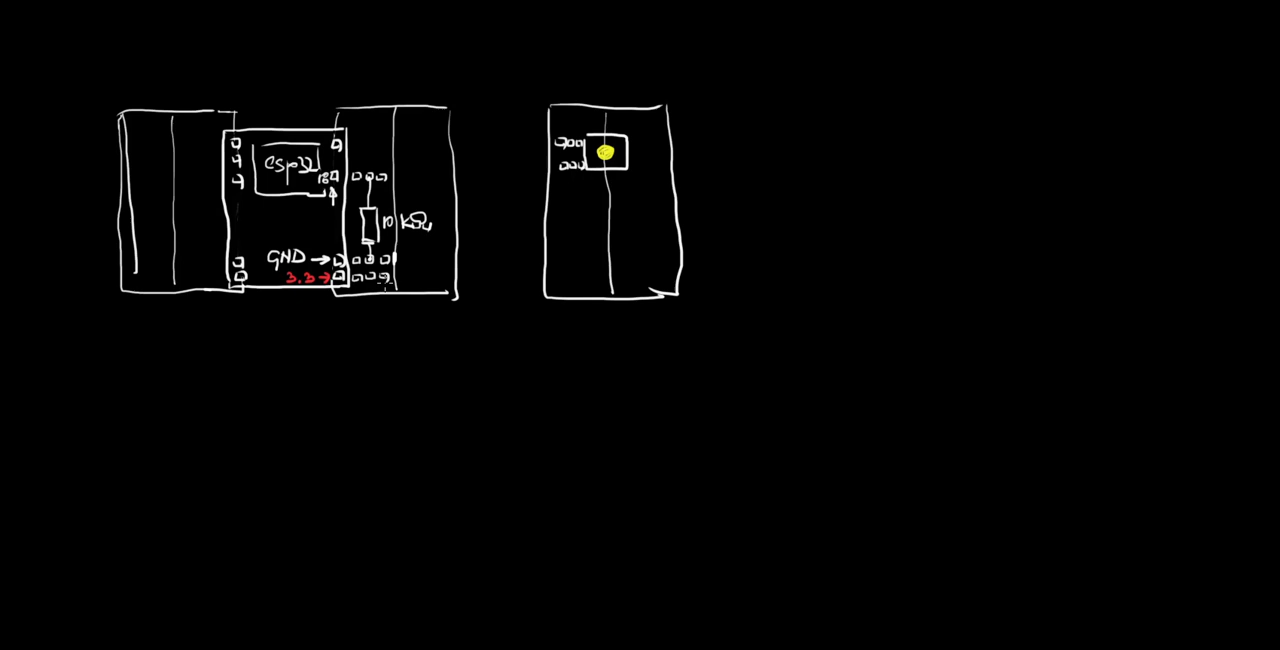 Esp32
18
10 KΩ
GND →
3.3 →